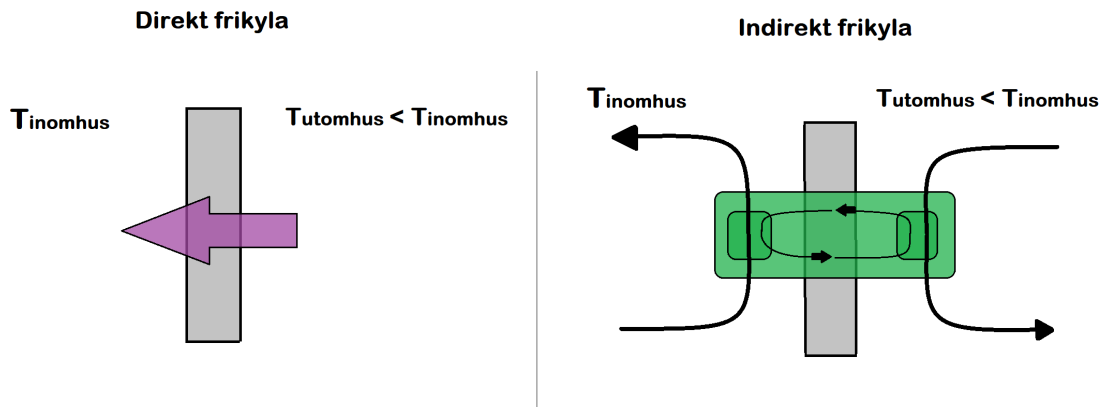 Direkt frikyla
Tinomhus
Tutomhus < Tinomhus
Indirekt frikyla
Tinomhus
Tutomhus < Tinomhus